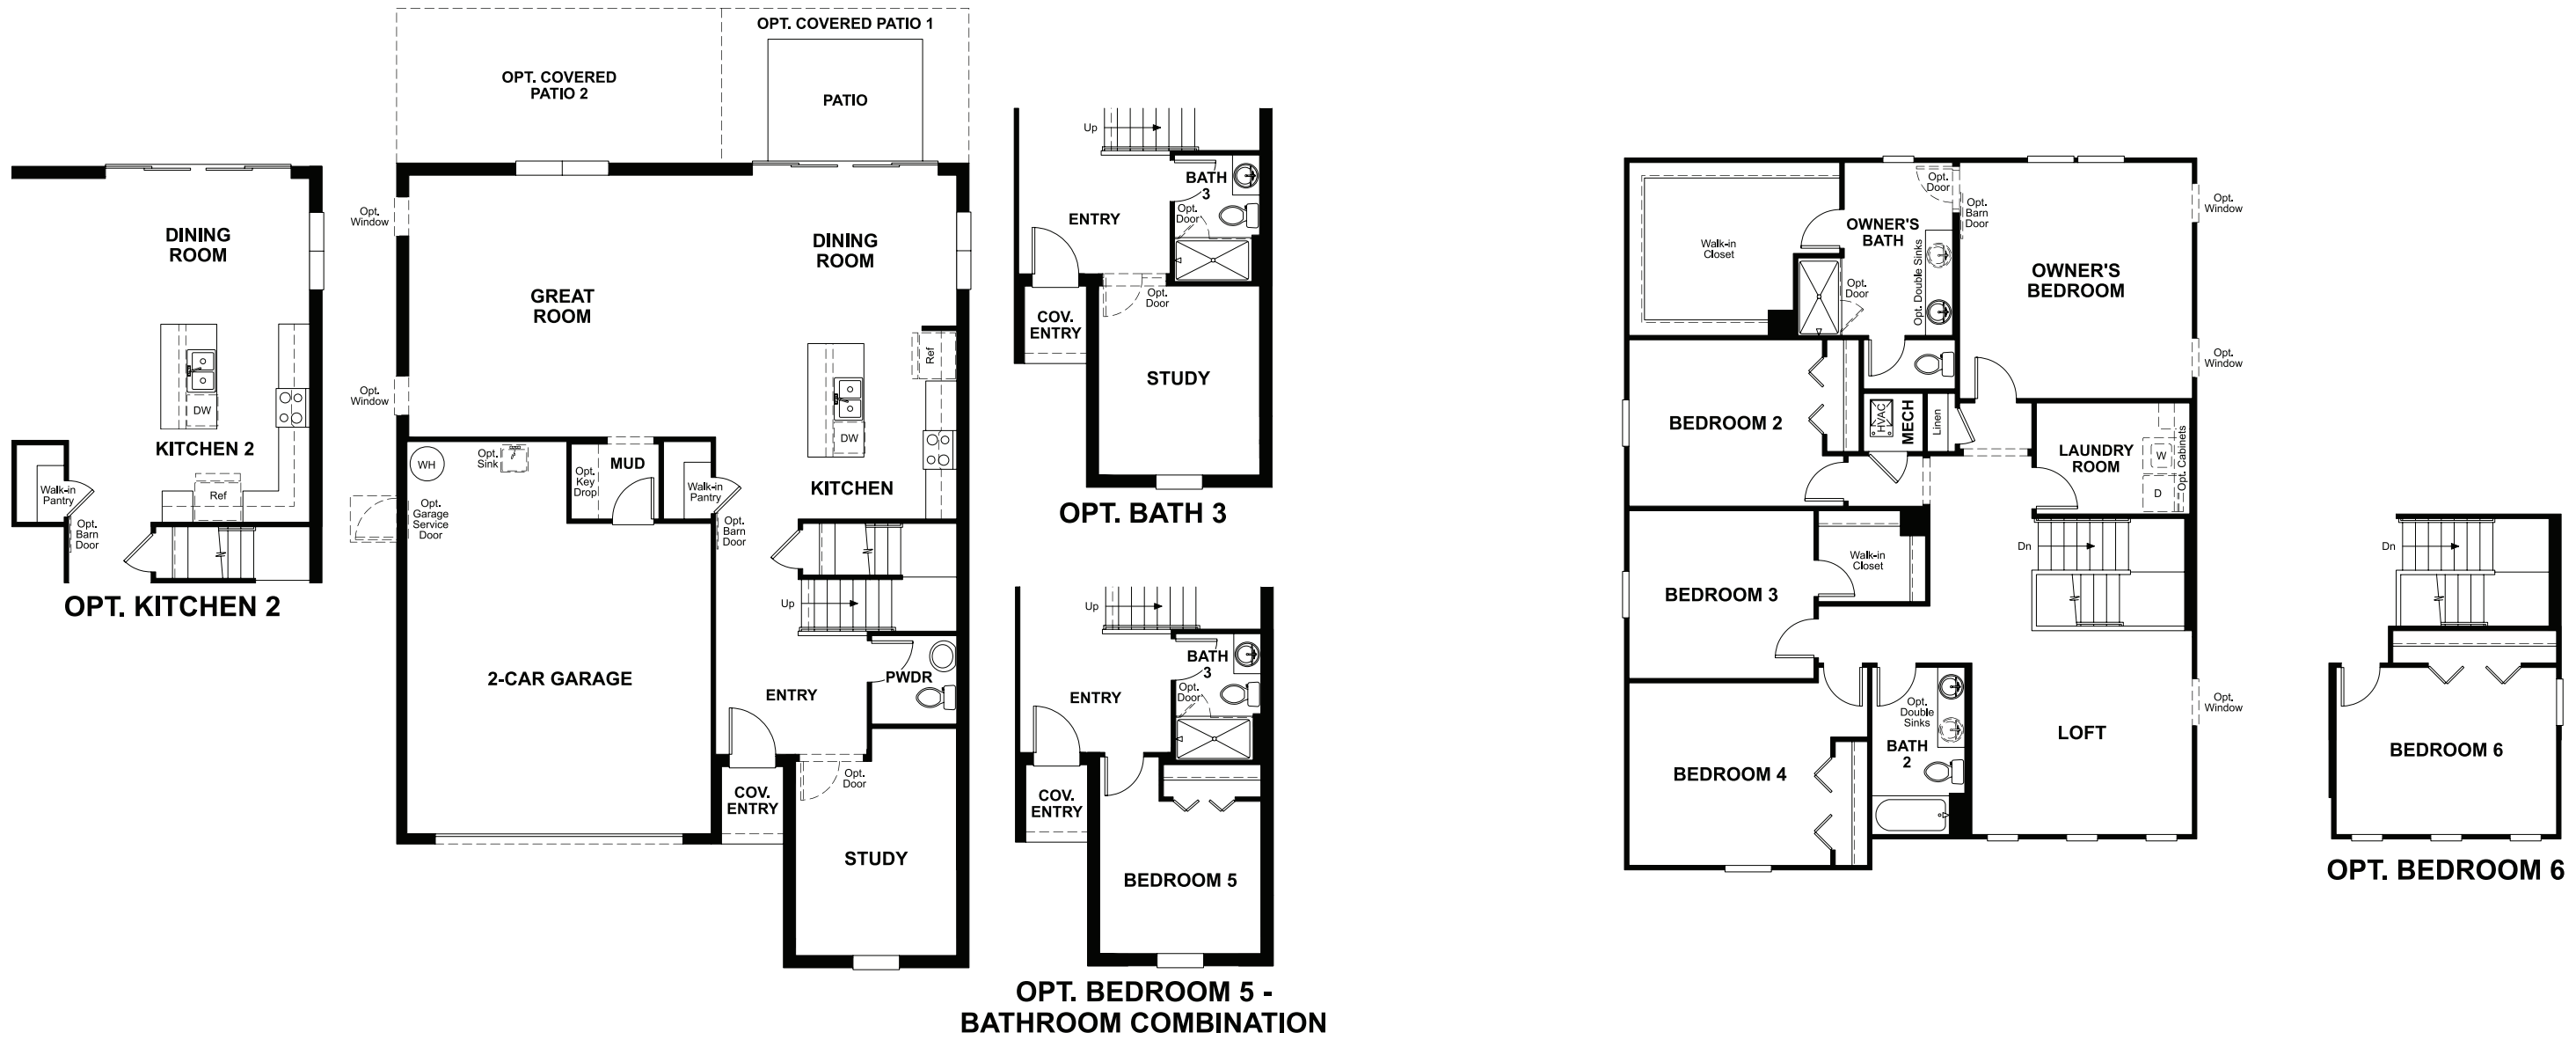 DINING
ROOM
DW
KITCHEN 2
Ref
Walk-in
Pantry
Opt.
Barn
Door
OPT. KITCHEN 2
OPT. COVERED PATIO 1
OPT. COVERED
PATIO 2
PATIO
Opt.
Window
DINING
ROOM
GREAT
ROOM
Ref
Opt.
Window
DW
WH
Opt.
Sink
MUD
Opt.
Key
Drop
Walk-in
Pantry
KITCHEN
Opt.
Garage
Service
Door
Opt.
Barn
Door
Up
2-CAR GARAGE
PWDR
ENTRY
Opt.
Door
COV.
ENTRY
STUDY
Up
BATH
3
Opt.
Door
ENTRY
Opt.
Door
COV.
ENTRY
STUDY
OPT. BATH 3
Up
BATH
3
Opt.
Door
ENTRY
COV.
ENTRY
BEDROOM 5
OPT. BEDROOM 5 -
BATHROOM COMBINATION
Opt.
Door
Opt.
Barn
Door
Opt.
Window
OWNER'S
BATH
Walk-in
Closet
Opt. Double Sinks
OWNER'S
BEDROOM
Opt.
Door
Opt.
Window
BEDROOM 2
HVAC
MECH
Linen
LAUNDRY
ROOM
W
D
Opt. Cabinets
Dn
Walk-in
Closet
BEDROOM 3
Opt.
Double
Sinks
Opt.
Window
LOFT
BATH
2
BEDROOM 4
Dn
BEDROOM 6
OPT. BEDROOM 6